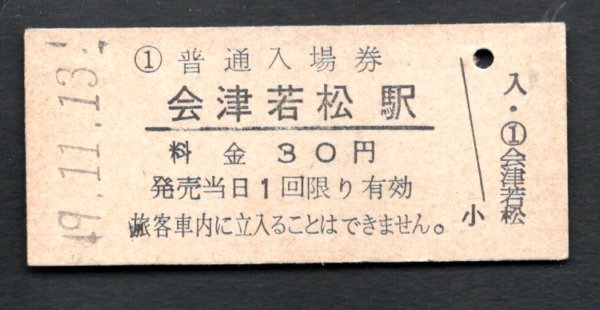 49.11.13
① 普通入場券
会津若松駅
料金 30円
発売当日1回限り有効
旅客車内に立入ることはできません。
小
入・①会津若松